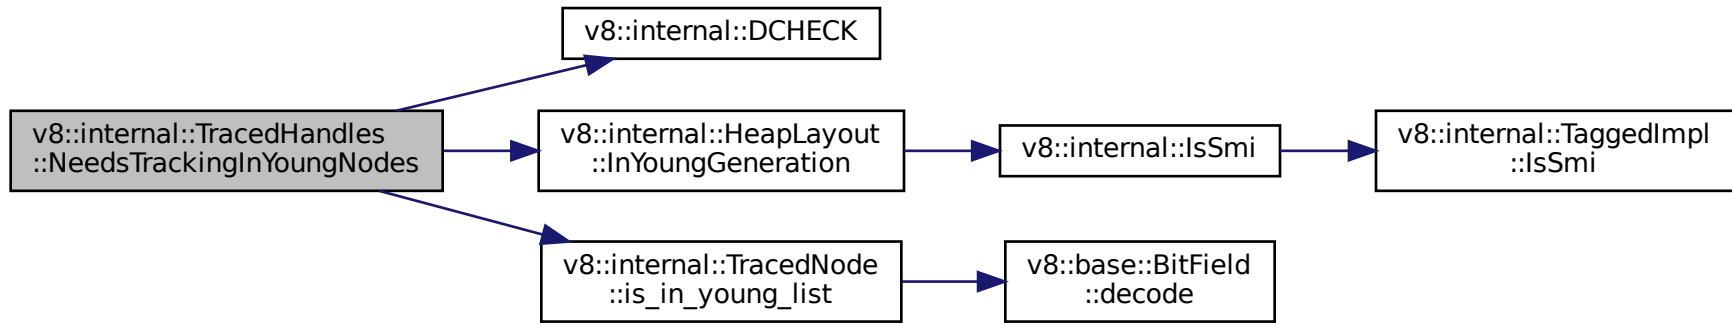 v8::internal::DCHECK
v8::internal::TracedHandles
::NeedsTrackingInYoungNodes
v8::internal::HeapLayout
::InYoungGeneration
v8::internal::IsSmi
v8::internal::TaggedImpl
::IsSmi
v8::internal::TracedNode
::is_in_young_list
v8::base::BitField
::decode